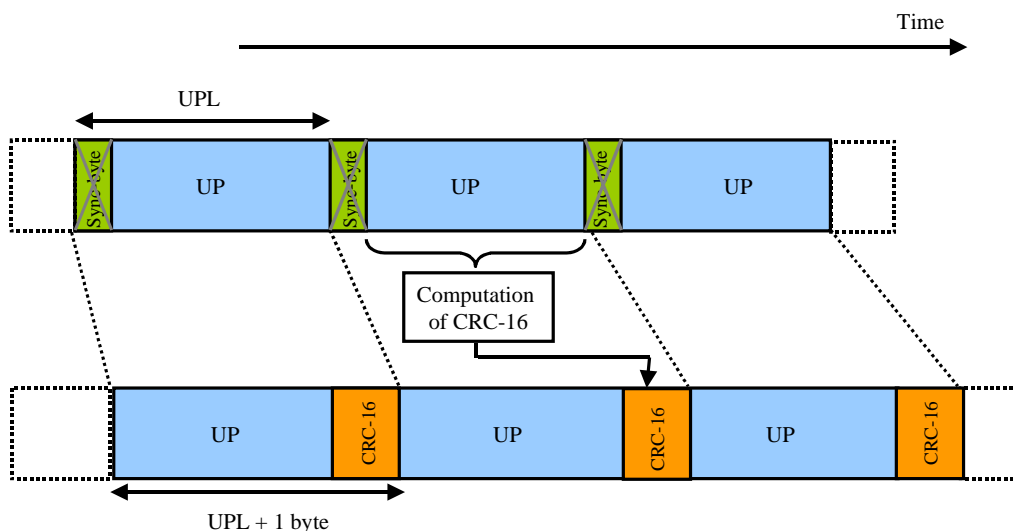 Time
UPL
Sync-byte
UP
Sync-byte
UP
Sync-byte
UP
Computation
of CRC-16
UP
CRC-16
UP
CRC-16
UP
CRC-16
UPL + 1 byte